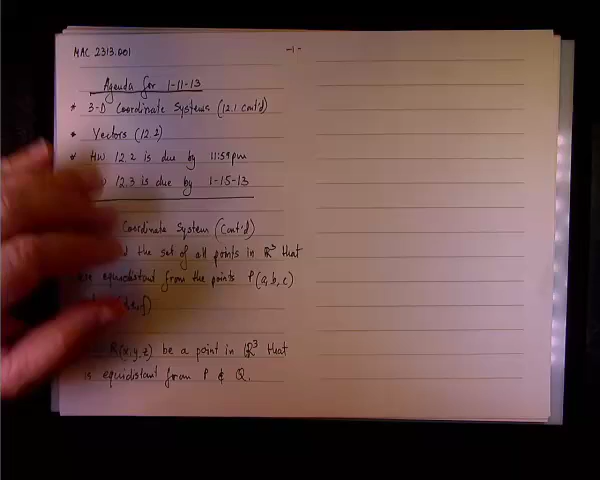 MAC 2313.001
-1-
Agenda for 1-11-13
* 3-D Coordinate Systems (12.1 cont'd)
* Vectors (12.2)
* HW 12.2 is due by 11:59pm
12.3 is due by 1-15-13
Coordinate System (Cont'd)
the set of all points in ℝ³ that
equidistant from the points P(a,b,c)
R(x,y,z) be a point in ℝ³ that
is equidistant from P & Q.